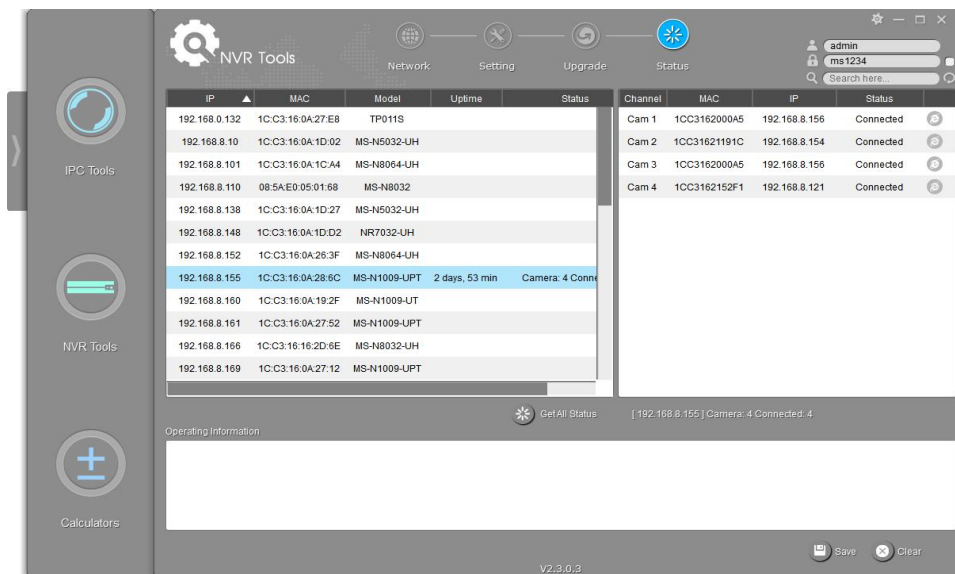 NVR Tools
Network
Setting
Upgrade
Status
admin
ms1234
Search here...
IPC Tools
NVR Tools
Calculators
IP MAC Model Uptime Status
192.168.0.132 1C:C3:16:0A:27:E8 TP011S
192.168.8.10 1C:C3:16:0A:1D:02 MS-N5032-UH
192.168.8.101 1C:C3:16:0A:1C:A4 MS-N8064-UH
192.168.8.110 08:5A:E0:05:01:68 MS-N8032
192.168.8.138 1C:C3:16:0A:1D:27 MS-N5032-UH
192.168.8.148 1C:C3:16:0A:1D:D2 NR7032-UH
192.168.8.152 1C:C3:16:0A:26:3F MS-N8064-UH
192.168.8.155 1C:C3:16:0A:28:6C MS-N1009-UPT 2 days, 53 min Camera: 4 Conne
192.168.8.160 1C:C3:16:0A:19:2F MS-N1009-UT
192.168.8.161 1C:C3:16:0A:27:52 MS-N1009-UPT
192.168.8.166 1C:C3:16:16:2D:6E MS-N8032-UH
192.168.8.169 1C:C3:16:0A:27:12 MS-N1009-UPT
Channel MAC IP Status
Cam 1 1CC3162000A5 192.168.8.156 Connected
Cam 2 1CC31621191C 192.168.8.154 Connected
Cam 3 1CC3162000A5 192.168.8.156 Connected
Cam 4 1CC3162152F1 192.168.8.121 Connected
GetAll Status
[ 192.168.8.155 ] Camera: 4 Connected: 4
Operating Information
Save
Clear
V2.3.0.3